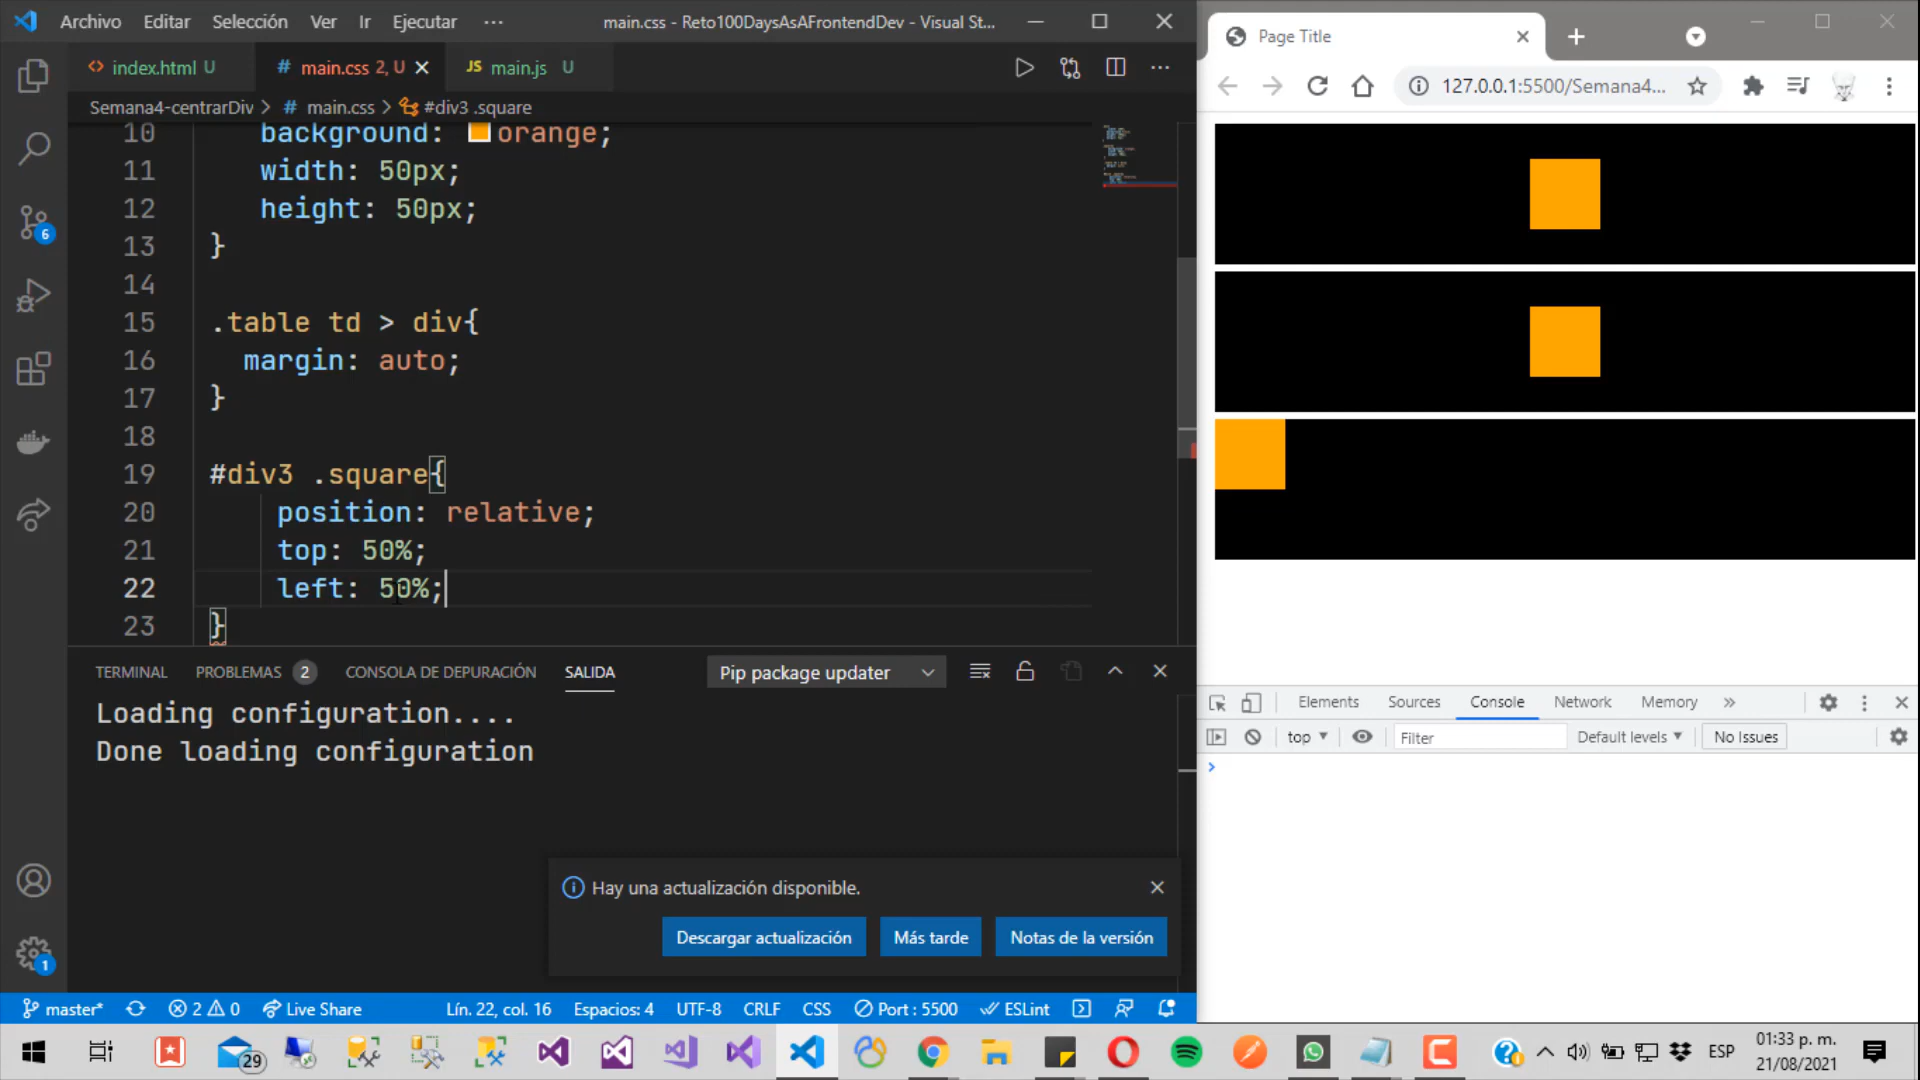 Archivo Editar Selección Ver Ir Ejecutar ··· main.css - Reto100DaysAsAFrontendDev - Visual St...
index.html U # main.css 2, U JS main.js U ···
Semana4-centrarDiv > # main.css > #div3 .square
10 background: orange;
11 width: 50px;
12 height: 50px;
13 }
14
15 .table td > div{
16 margin: auto;
17 }
18
19 #div3 .square{
20 position: relative;
21 top: 50%;
22 left: 50%;
23 }
TERMINAL PROBLEMAS 2 CONSOLA DE DEPURACIÓN SALIDA Pip package updater
Loading configuration....
Done loading configuration
Hay una actualización disponible.
Descargar actualización Más tarde Notas de la versión
6
1
master* 2 0 Live Share Lín. 22, col. 16 Espacios: 4 UTF-8 CRLF CSS Port : 5500 ESLint
Page Title
127.0.0.1:5500/Semana4...
Elements Sources Console Network Memory »
top Filter Default levels No Issues
29 ESP 01:33 p. m.
21/08/2021